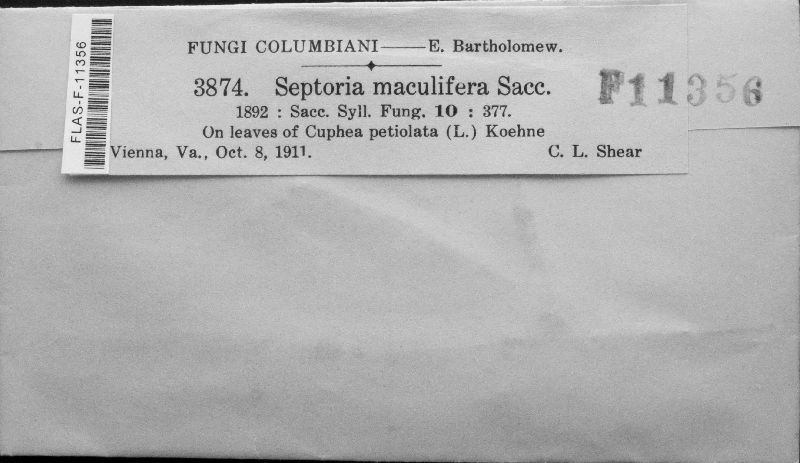 FUNGI COLUMBIANI——E. Bartholomew.
3874. Septoria maculifera Sacc.
1892 : Sacc. Syll. Fung. 10 : 377.
On leaves of Cuphea petiolata (L.) Koehne
Vienna, Va., Oct. 8, 1911. C. L. Shear
F11356
FLAS-F-11356